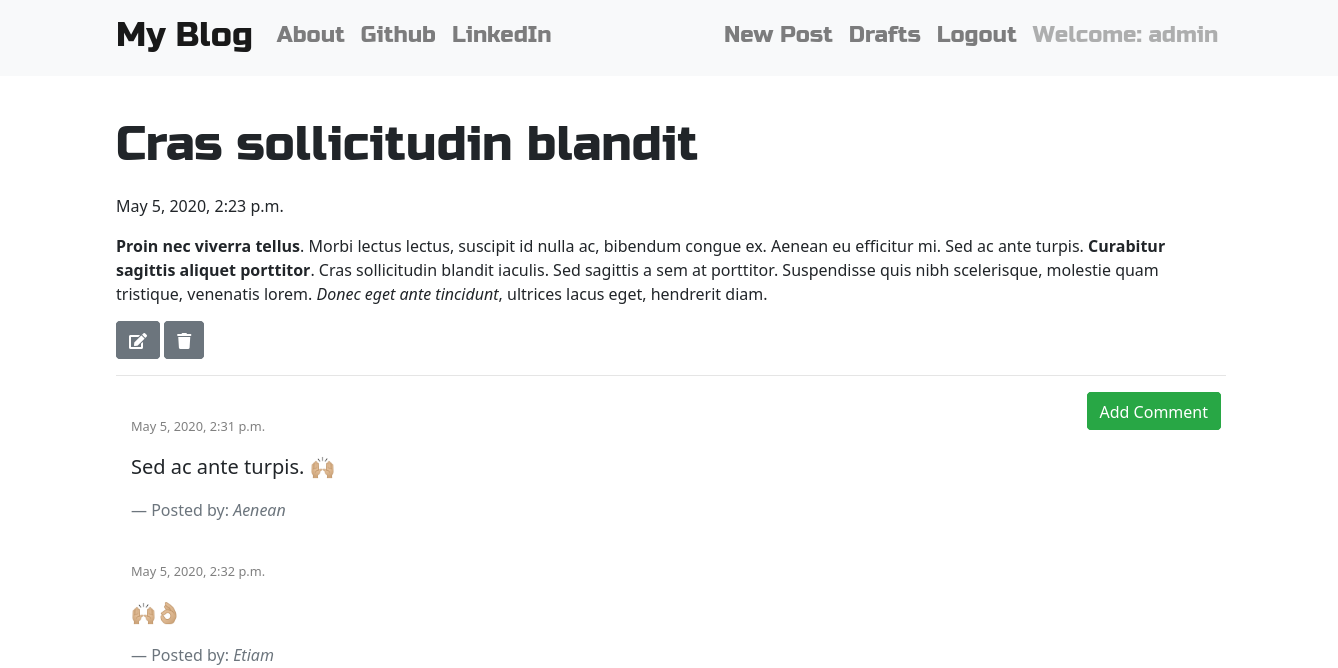 My Blog About Github LinkedIn New Post Drafts Logout Welcome: admin
Cras sollicitudin blandit
May 5, 2020, 2:23 p.m.
Proin nec viverra tellus. Morbi lectus lectus, suscipit id nulla ac, bibendum congue ex. Aenean eu efficitur mi. Sed ac ante turpis. Curabitur
sagittis aliquet porttitor. Cras sollicitudin blandit iaculis. Sed sagittis a sem at porttitor. Suspendisse quis nibh scelerisque, molestie quam
tristique, venenatis lorem. Donec eget ante tincidunt, ultrices lacus eget, hendrerit diam.
Add Comment
May 5, 2020, 2:31 p.m.
Sed ac ante turpis. 🙌🏼
— Posted by: Aenean
May 5, 2020, 2:32 p.m.
🙌🏼👌🏼
— Posted by: Etiam